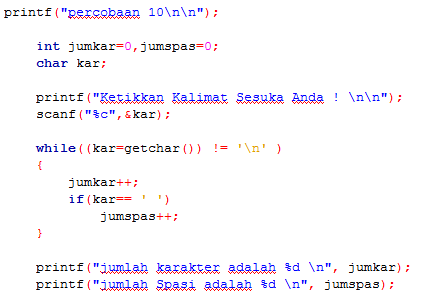 printf("percobaan 10\n\n");
int jumkar=0,jumspas=0;
char kar;
printf("Ketikkan Kalimat Sesuka Anda ! \n\n");
scanf("%c",&kar);
while((kar=getchar()) != '\n' )
{
jumkar++;
if(kar== ' ')
jumspas++;
}
printf("jumlah karakter adalah %d \n", jumkar);
printf("jumlah Spasi adalah %d \n", jumspas);